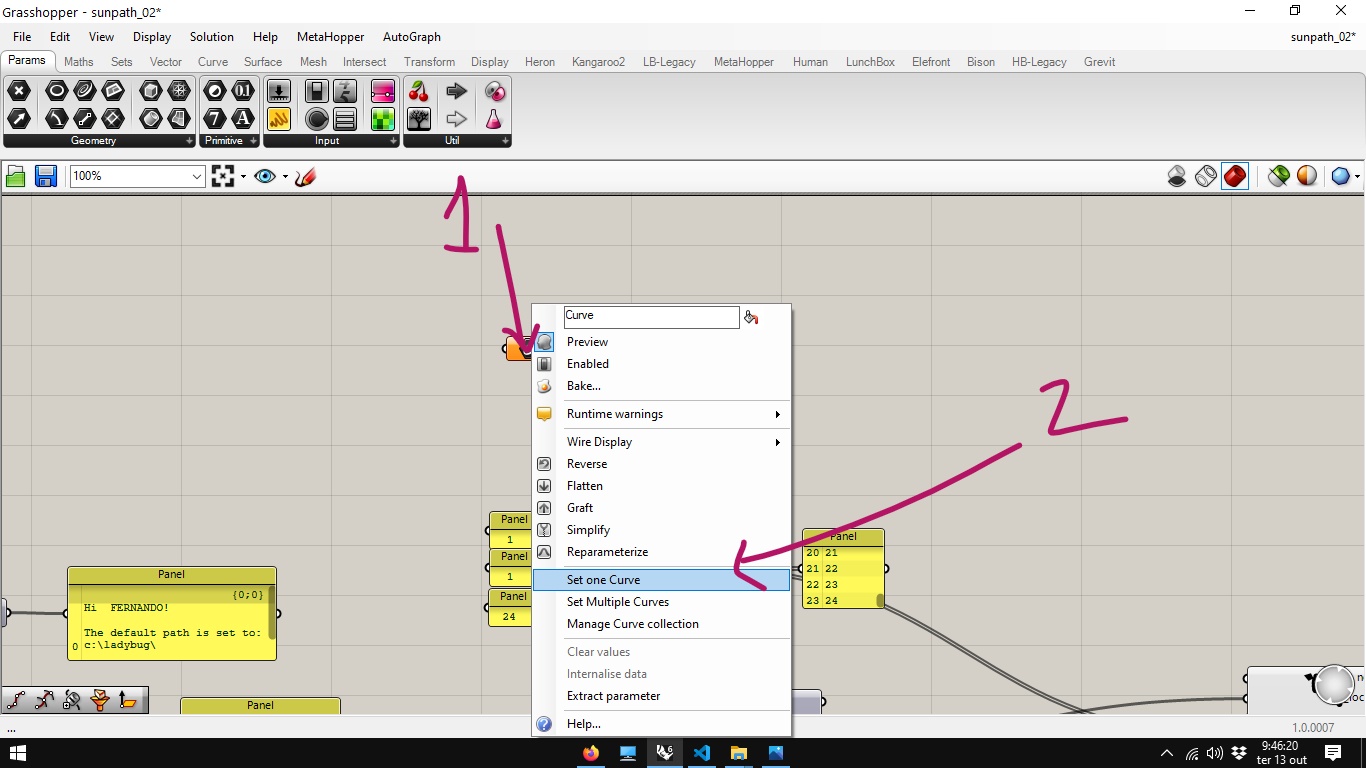 Grasshopper - sunpath_02*
File Edit View Display Solution Help MetaHopper AutoGraph sunpath_02*
Params Maths Sets Vector Curve Surface Mesh Intersect Transform Display Heron Kangaroo2 LB-Legacy MetaHopper Human LunchBox Elefront Bison HB-Legacy Grevit
Geometry Primitive Input Util
100%
1
Curve
Preview
Enabled
Bake...
Runtime warnings
Wire Display
Reverse
Flatten
Graft
Simplify
Reparameterize
Set one Curve
Set Multiple Curves
Manage Curve collection
Clear values
Internalise data
Extract parameter
Help...
2
Panel
1
Panel
1
Panel
24
Panel
20 21
21 22
22 23
23 24
Panel
{0;0}
Hi FERNANDO!
The default path is set to:
0 c:\ladybug\
Panel
...
1.0.0007
9:46:20
ter 13 out